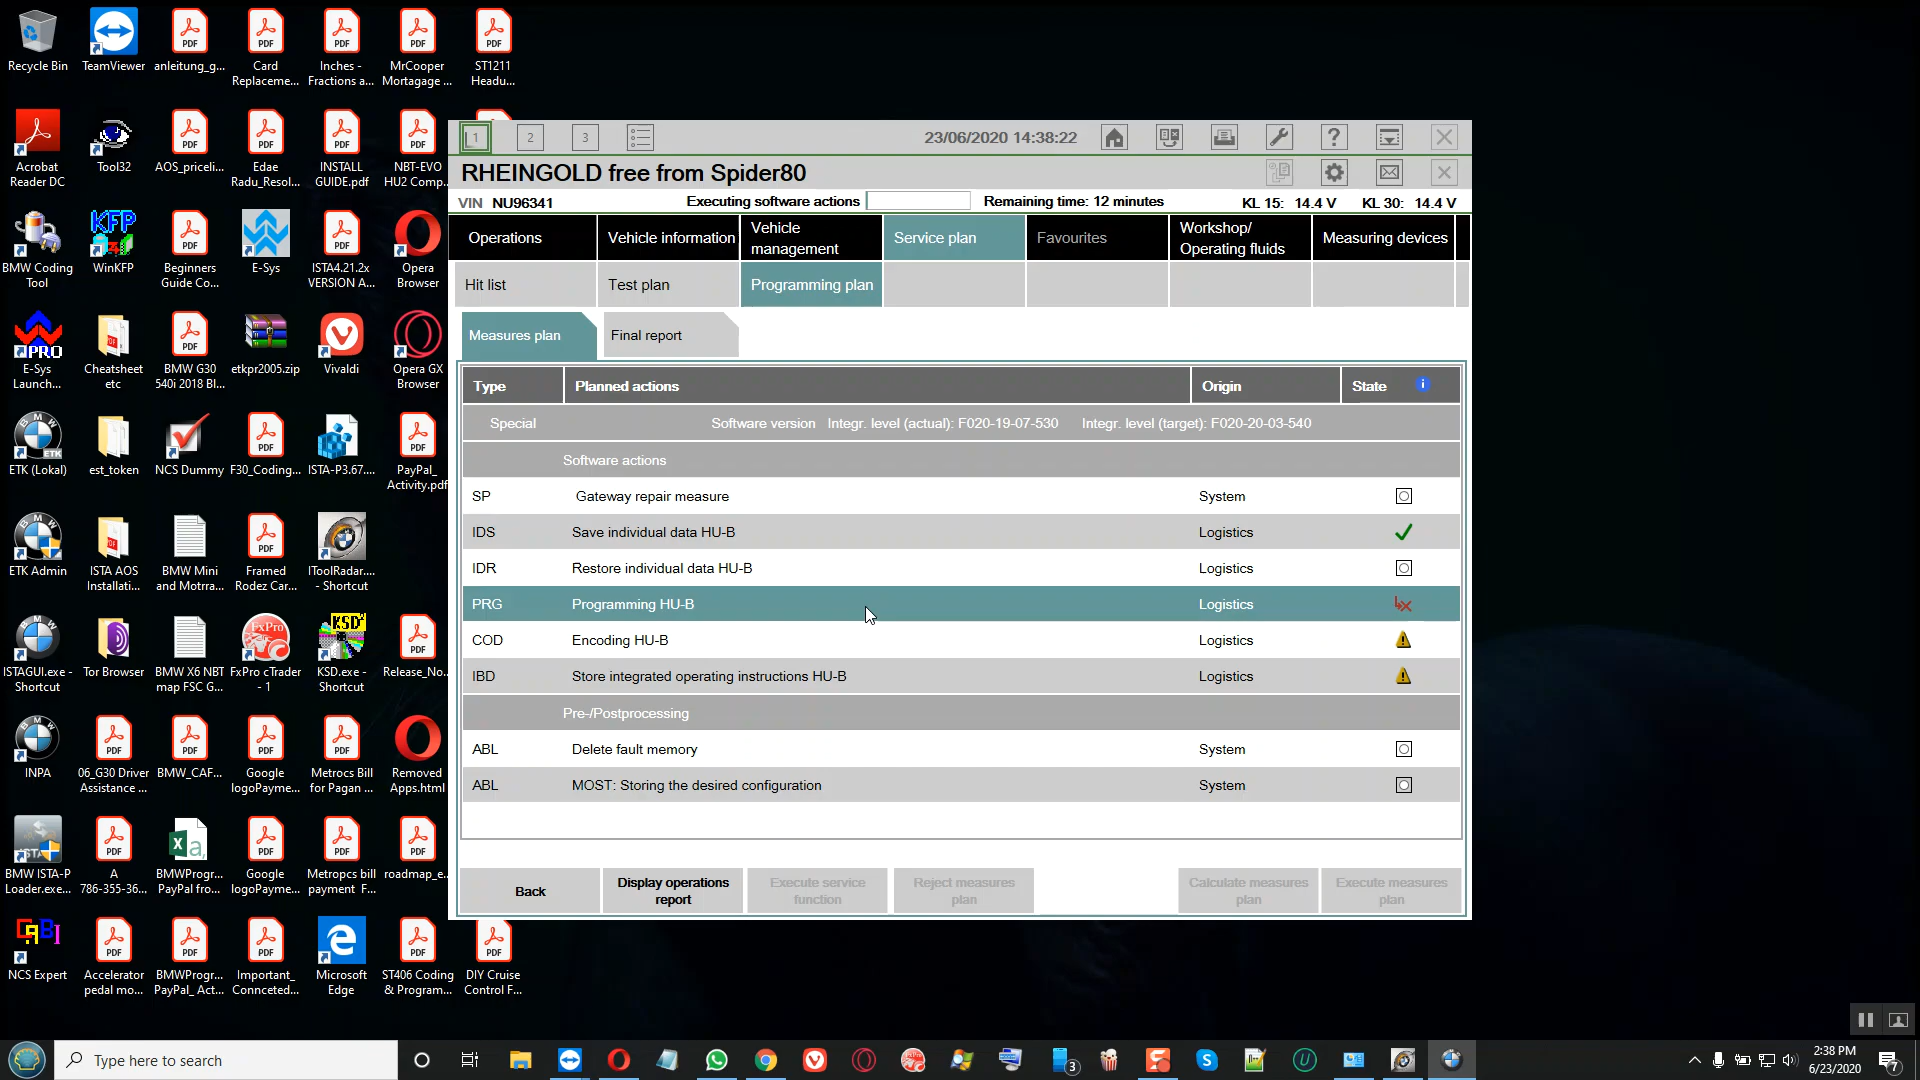 Recycle Bin
TeamViewer
anleitung_g...
Card
Replaceme...
Inches -
Fractions a...
MrCooper
Mortagage ...
ST1211
Headu...
Acrobat
Reader DC
Tool32
AOS_priceli...
Edae
Radu_Resol...
INSTALL
GUIDE.pdf
NBT-EVO
HU2 Comp...
BMW Coding
Tool
WinKFP
Beginners
Guide Co...
E-Sys
ISTA4.21.2x
VERSION A...
Opera
Browser
E-Sys
Launch...
Cheatsheet
etc
BMW G30
540i 2018 Bl...
etkpr2005.zip
Vivaldi
Opera GX
Browser
ETK (Lokal)
est_token
NCS Dummy
F30_Coding...
ISTA-P3.67....
PayPal_
Activity.pdf
ETK Admin
ISTA AOS
Installati...
BMW Mini
and Motrra...
Framed
Rodez Car...
IToolRadar....
- Shortcut
ISTAGUI.exe -
Shortcut
Tor Browser
BMW X6 NBT
map FSC G...
FxPro cTrader
- 1
KSD.exe -
Shortcut
Release_No...
INPA
06_G30 Driver
Assistance ...
BMW_CAF...
Google
logoPayme...
Metrocs Bill
for Pagan ...
Removed
Apps.html
BMW ISTA-P
Loader.exe...
A
786-355-36...
BMWProgr...
PayPal fro...
Google
logoPayme...
Metropcs bill
payment  F...
roadmap_e...
NCS Expert
Accelerator
pedal mo...
BMWProgr...
PayPal_ Act...
Important_
Connceted...
Microsoft
Edge
ST406 Coding
& Program...
DIY Cruise
Control F...
1 2 3 23/06/2020 14:38:22
RHEINGOLD free from Spider80
VIN NU96341 Executing software actions Remaining time: 12 minutes KL 15: 14.4 V KL 30: 14.4 V
Operations
Vehicle information
Vehicle
management
Service plan
Favourites
Workshop/
Operating fluids
Measuring devices
Hit list
Test plan
Programming plan
Measures plan
Final report
Type Planned actions Origin State
Special Software version Integr. level (actual): F020-19-07-530 Integr. level (target): F020-20-03-540
Software actions
SP Gateway repair measure System
IDS Save individual data HU-B Logistics
IDR Restore individual data HU-B Logistics
PRG Programming HU-B Logistics
COD Encoding HU-B Logistics
IBD Store integrated operating instructions HU-B Logistics
Pre-/Postprocessing
ABL Delete fault memory System
ABL MOST: Storing the desired configuration System
Back
Display operations
report
Execute service
function
Reject measures
plan
Calculate measures
plan
Execute measures
plan
Type here to search
3
2:38 PM
6/23/2020
7